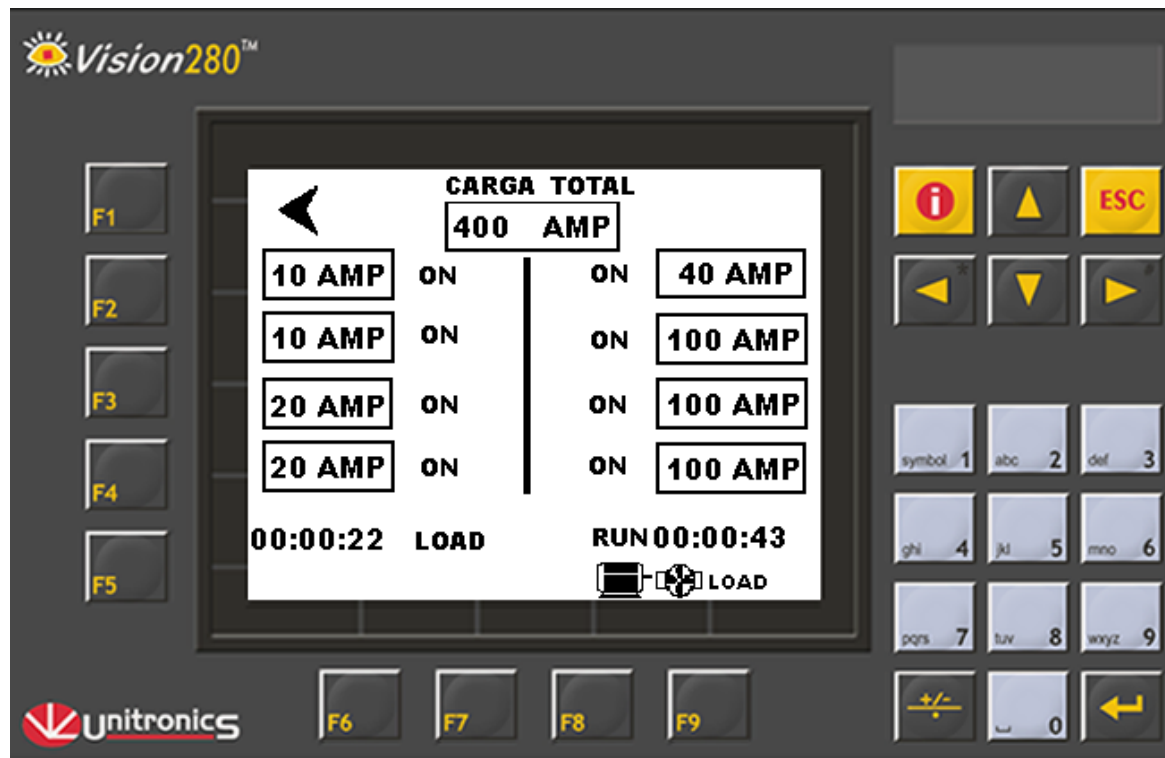 Vision280™
CARGA TOTAL
400 AMP
10 AMP ON
10 AMP ON
20 AMP ON
20 AMP ON
ON 40 AMP
ON 100 AMP
ON 100 AMP
ON 100 AMP
00:00:22 LOAD
RUN 00:00:43
LOAD
F1
F2
F3
F4
F5
F6
F7
F8
F9
i
ESC
*
#
symbol 1
abc 2
def 3
ghi 4
jkl 5
mno 6
pqrs 7
tuv 8
wxyz 9
+/-
.
0
unitronics